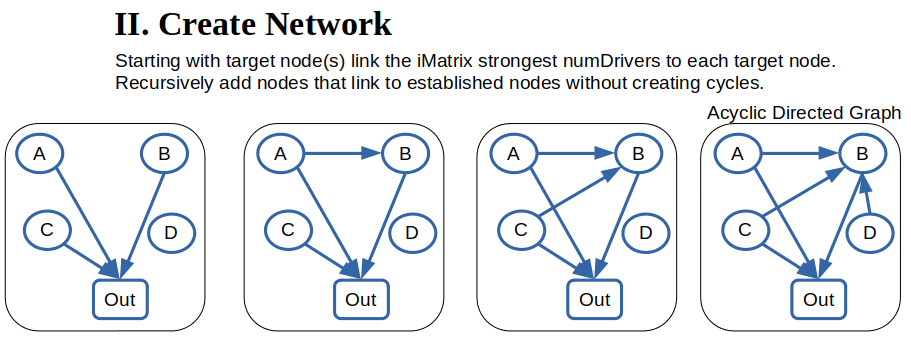 II. Create Network
Starting with target node(s) link the iMatrix strongest numDrivers to each target node.
Recursively add nodes that link to established nodes without creating cycles.
Acyclic Directed Graph
A
B
C
D
Out
A
B
C
D
Out
A
B
C
D
Out
A
B
C
D
Out